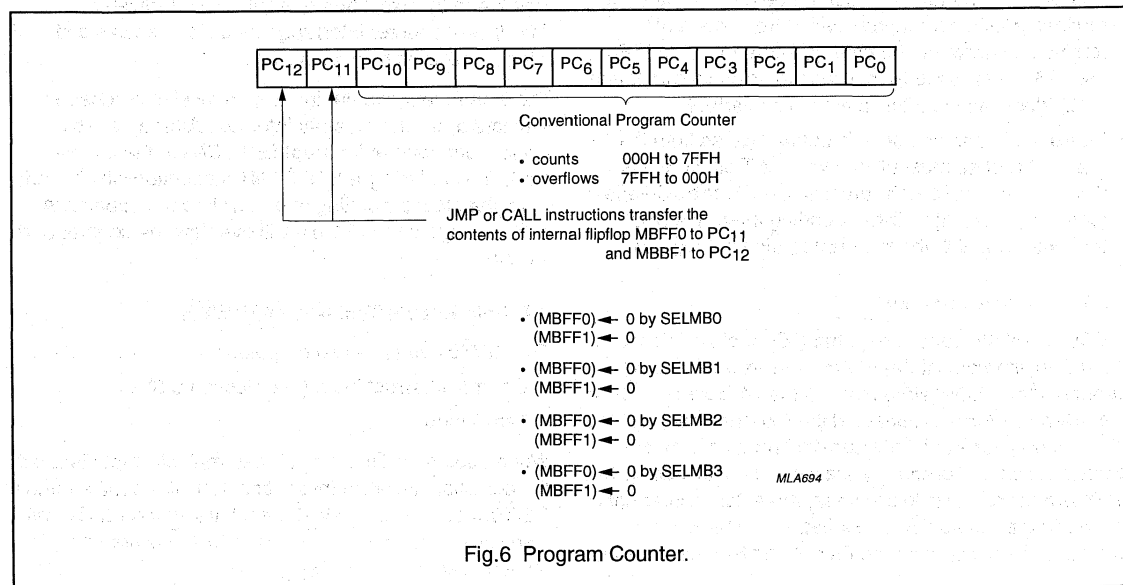 PC12 PC11 PC10 PC9 PC8 PC7 PC6 PC5 PC4 PC3 PC2 PC1 PC0
Conventional Program Counter
• counts 000H to 7FFH
• overflows 7FFH to 000H
JMP or CALL instructions transfer the
contents of internal flipflop MBFF0 to PC11
and MBBF1 to PC12
• (MBFF0) ← 0 by SELMB0
(MBFF1) ← 0
• (MBFF0) ← 0 by SELMB1
(MBFF1) ← 0
• (MBFF0) ← 0 by SELMB2
(MBFF1) ← 0
• (MBFF0) ← 0 by SELMB3
(MBFF1) ← 0
MLA694
Fig.6 Program Counter.